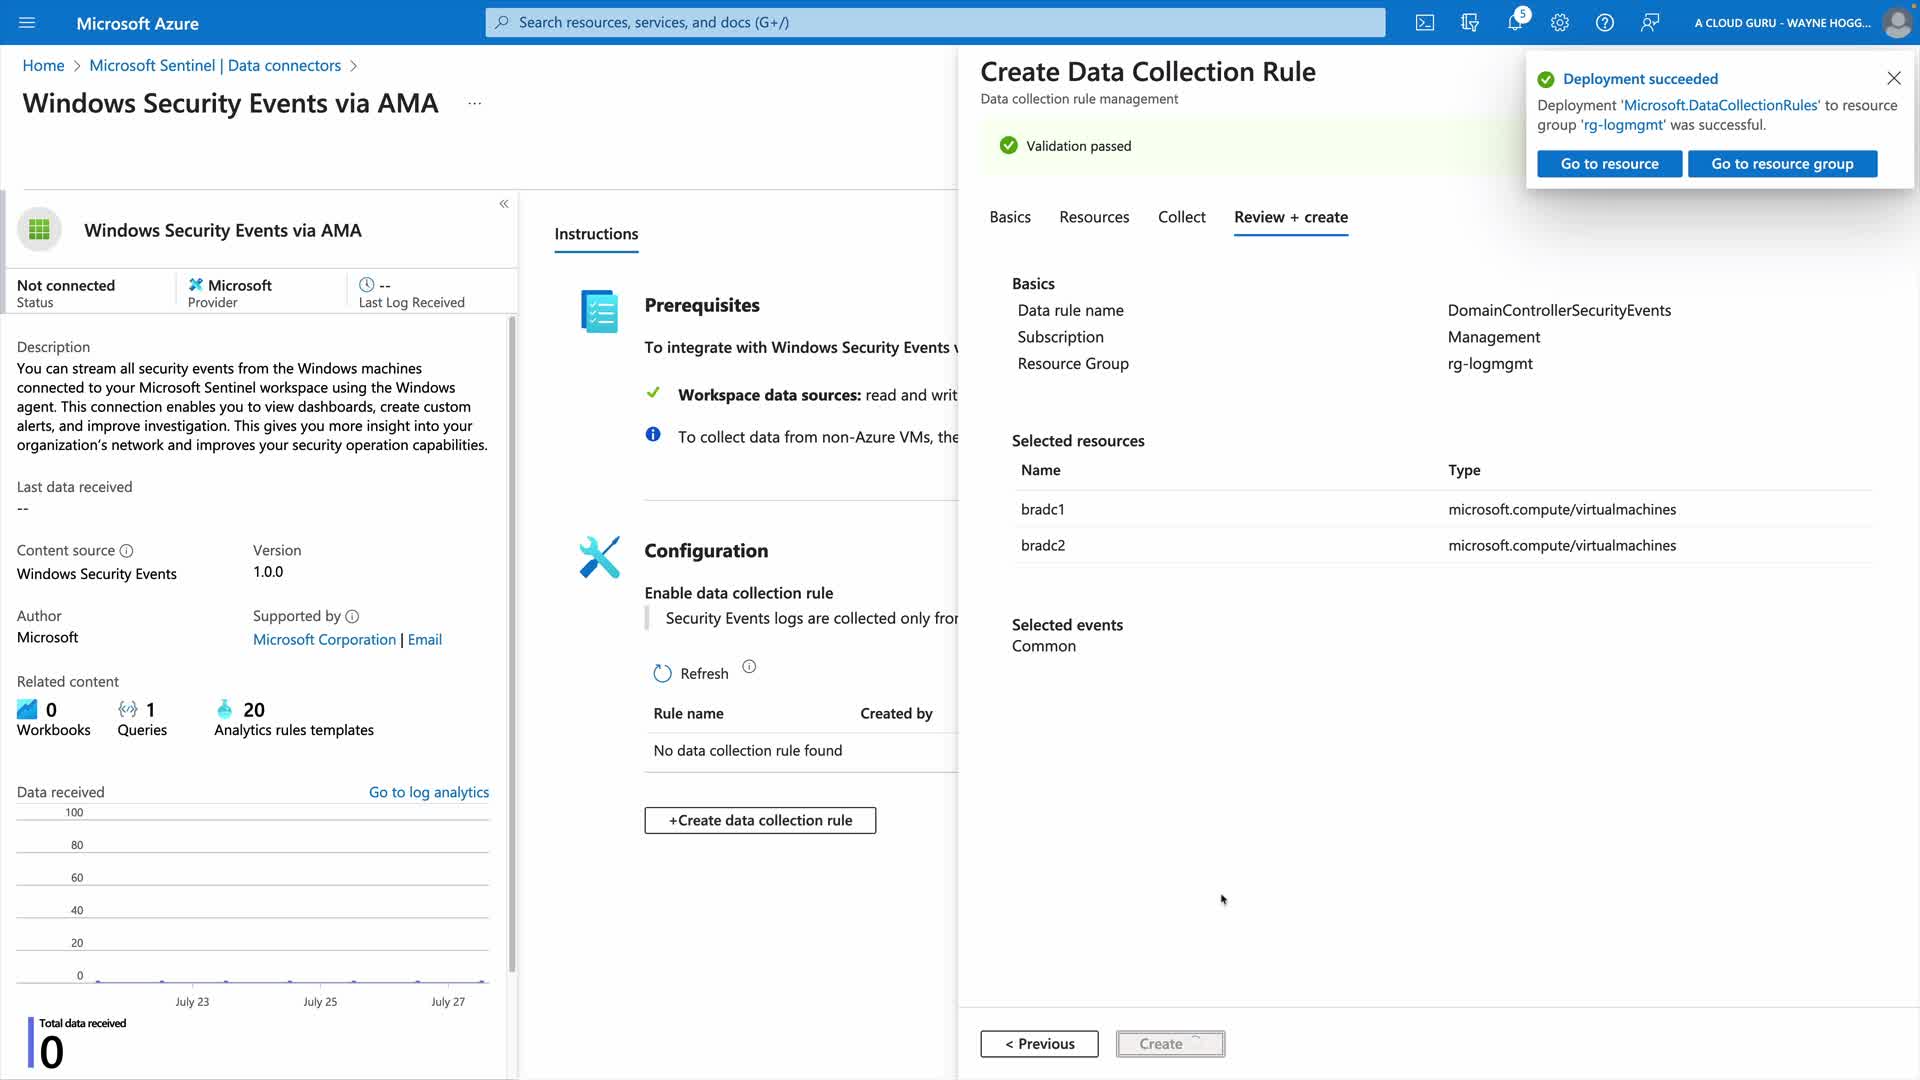 Microsoft Azure
Search resources, services, and docs (G+/)
5
A CLOUD GURU - WAYNE HOGG...
Home > Microsoft Sentinel | Data connectors >
Windows Security Events via AMA ...
Windows Security Events via AMA
Not connected
Status
Microsoft
Provider
--
Last Log Received
Description
You can stream all security events from the Windows machines
connected to your Microsoft Sentinel workspace using the Windows
agent. This connection enables you to view dashboards, create custom
alerts, and improve investigation. This gives you more insight into your
organization's network and improves your security operation capabilities.
Last data received
--
Content source
Windows Security Events
Version
1.0.0
Author
Microsoft
Supported by
Microsoft Corporation | Email
Related content
0
Workbooks
1
Queries
20
Analytics rules templates
Data received
Go to log analytics
100
80
60
40
20
0
July 23
July 25
July 27
Total data received
0
Instructions
Prerequisites
To integrate with Windows Security Events v
Workspace data sources: read and writ
To collect data from non-Azure VMs, the
Configuration
Enable data collection rule
Security Events logs are collected only fror
Refresh
Rule name
Created by
No data collection rule found
+Create data collection rule
Create Data Collection Rule
Data collection rule management
Validation passed
Basics
Resources
Collect
Review + create
Basics
Data rule name
DomainControllerSecurityEvents
Subscription
Management
Resource Group
rg-logmgmt
Selected resources
Name
Type
bradc1
microsoft.compute/virtualmachines
bradc2
microsoft.compute/virtualmachines
Selected events
Common
< Previous
Create
Deployment succeeded
Deployment 'Microsoft.DataCollectionRules' to resource
group 'rg-logmgmt' was successful.
Go to resource
Go to resource group